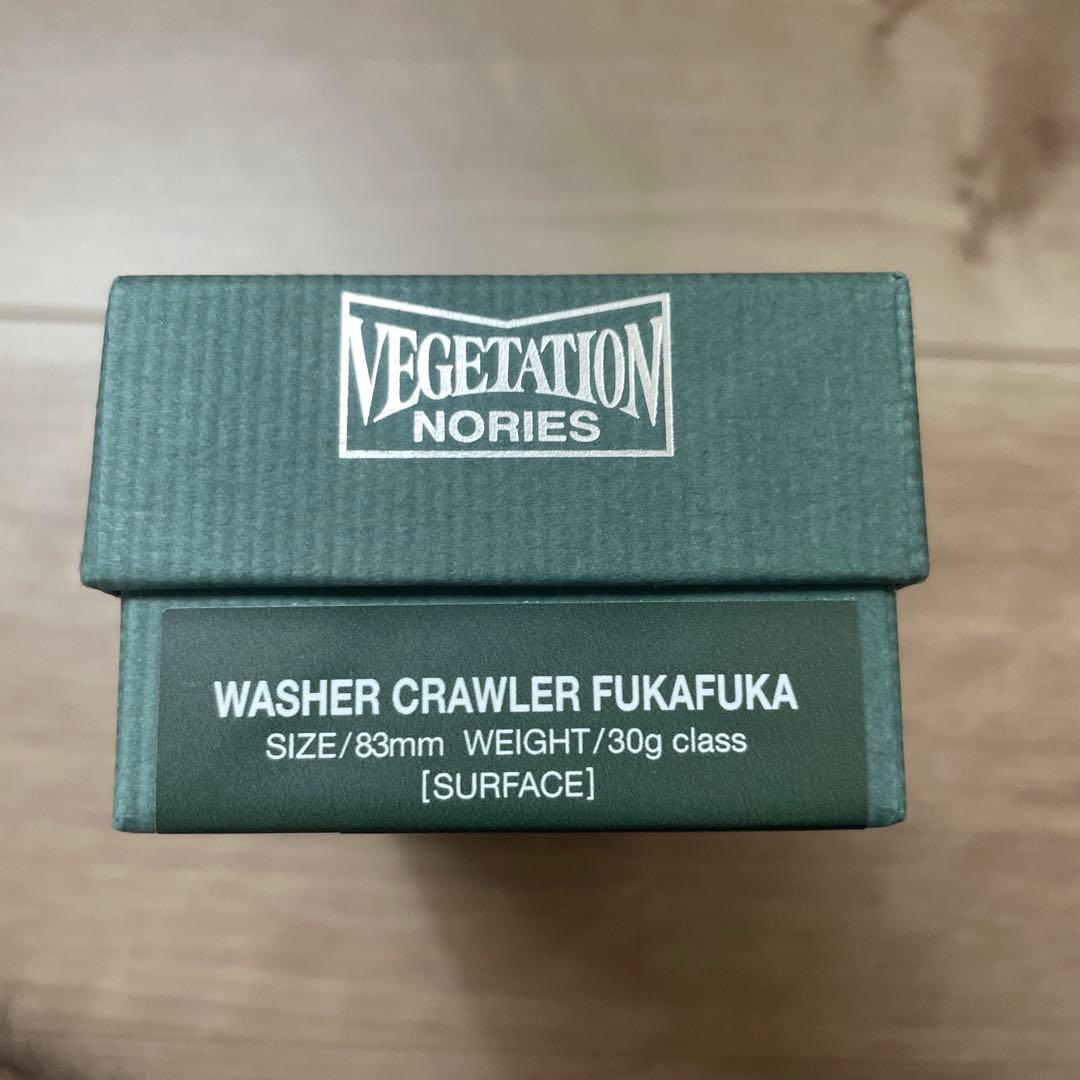 VEGETATION
NORIES
WASHER CRAWLER FUKAFUKA
SIZE/83mm WEIGHT/30g class
[SURFACE]